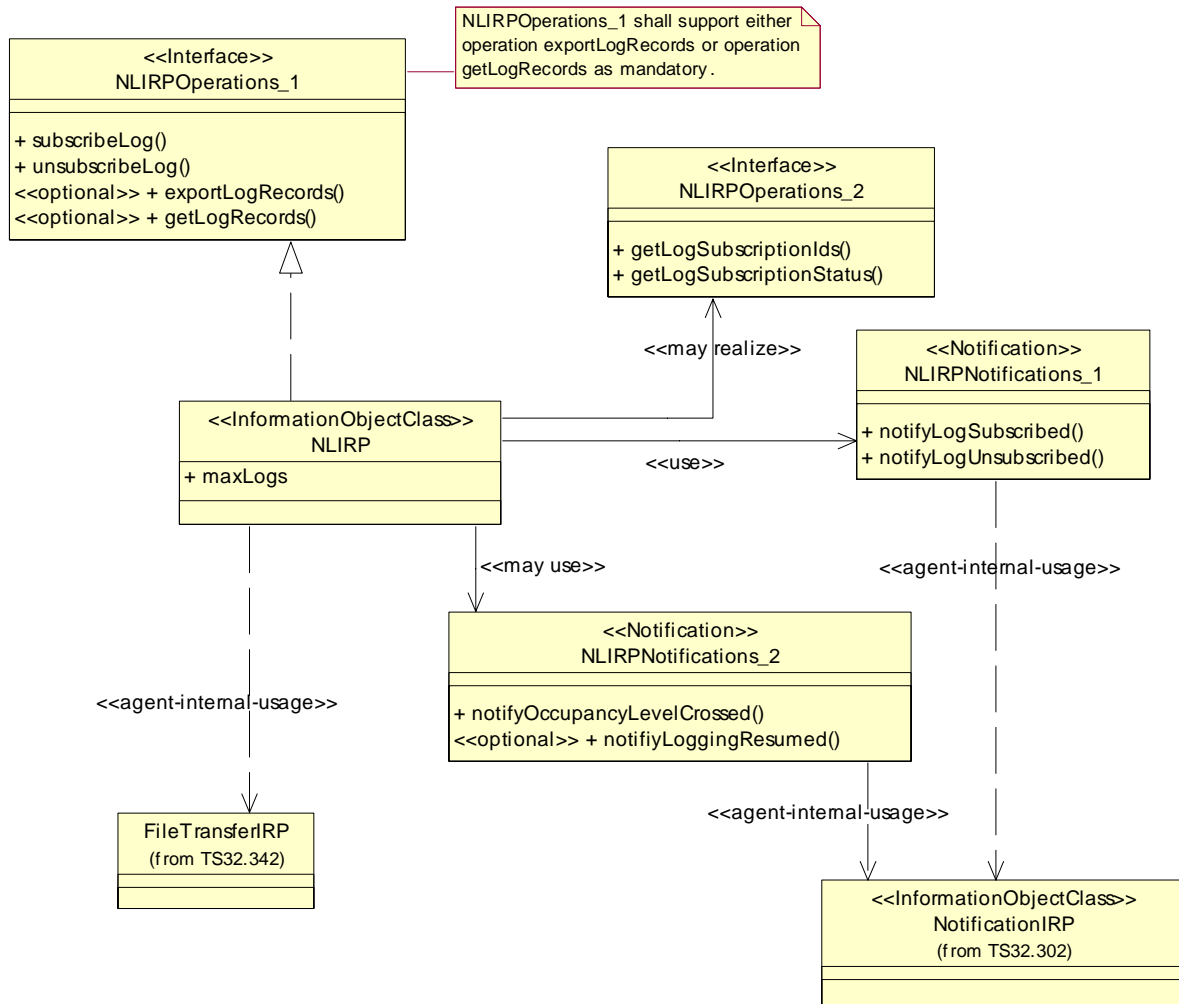 NLIRPOperations_1 shall support either
operation exportLogRecords or operation
getLogRecords as mandatory.
<<Interface>>
NLIRPOperations_1
+ subscribeLog()
+ unsubscribeLog()
<<optional>> + exportLogRecords()
<<optional>> + getLogRecords()
<<Interface>>
NLIRPOperations_2
+ getLogSubscriptionIds()
+ getLogSubscriptionStatus()
<<may realize>>
<<Notification>>
NLIRPNotifications_1
+ notifyLogSubscribed()
+ notifyLogUnsubscribed()
<<InformationObjectClass>>
NLIRP
+ maxLogs
<<use>>
<<may use>>
<<agent-internal-usage>>
<<Notification>>
NLIRPNotifications_2
+ notifyOccupancyLevelCrossed()
<<optional>> + notifiyLoggingResumed()
<<agent-internal-usage>>
<<agent-internal-usage>>
FileTransferIRP
(from TS32.342)
<<InformationObjectClass>>
NotificationIRP
(from TS32.302)